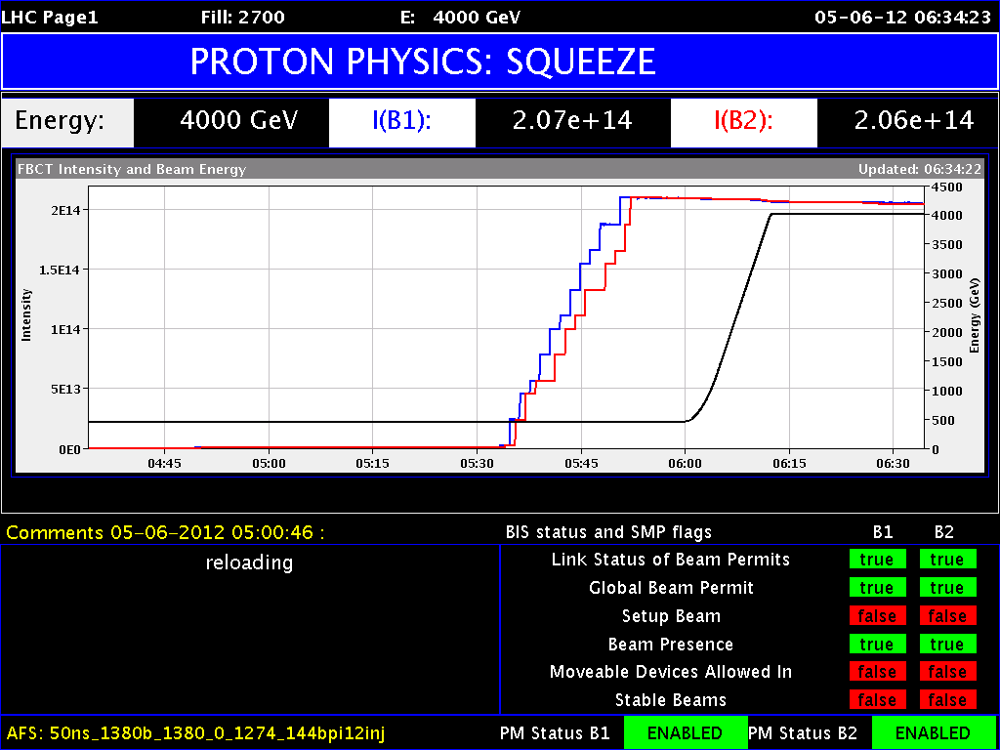 LHC Page1 Fill: 2700 E: 4000 GeV 05-06-12 06:34:23
PROTON PHYSICS: SQUEEZE
Energy: 4000 GeV I(B1): 2.07e+14 I(B2): 2.06e+14
FBCT Intensity and Beam Energy Updated: 06:34:22
4500
2E14 4000
3500
1.5E14 3000
2500
1E14 2000
1500
5E13 1000
500
0E0 0
Intensity
Energy (GeV)
04:45 05:00 05:15 05:30 05:45 06:00 06:15 06:30
Comments 05-06-2012 05:00:46 :
reloading
BIS status and SMP flags B1 B2
Link Status of Beam Permits true true
Global Beam Permit true true
Setup Beam false false
Beam Presence true true
Moveable Devices Allowed In false false
Stable Beams false false
AFS: 50ns_1380b_1380_0_1274_144bpi12inj PM Status B1 ENABLED PM Status B2 ENABLED